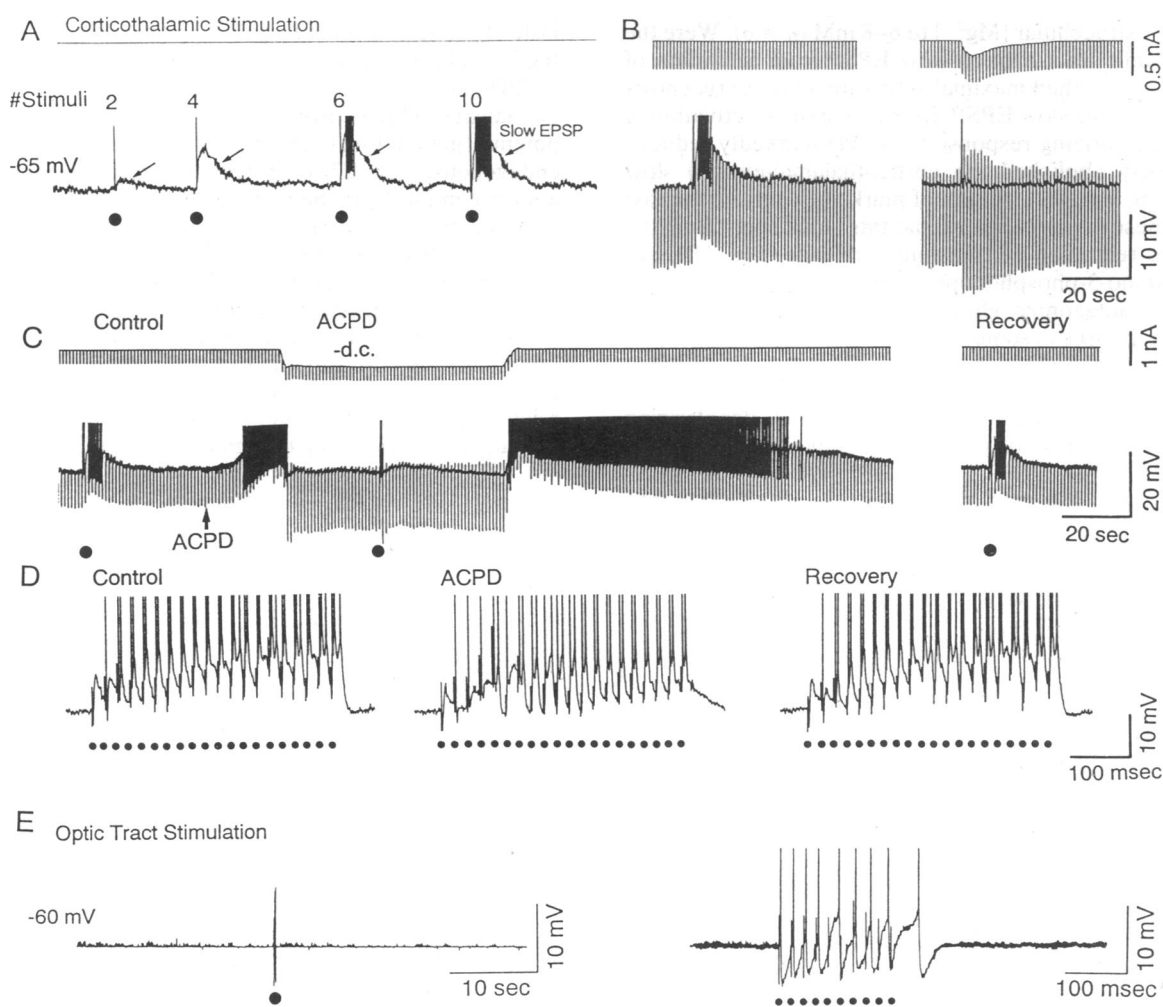 A Corticothalamic Stimulation
#Stimuli 2 4 6 10
Slow EPSP
-65 mV
B
0.5 nA
10 mV
20 sec
C Control ACPD Recovery
-d.c.
1 nA
ACPD
20 mV
20 sec
D Control ACPD Recovery
10 mV
100 msec
E Optic Tract Stimulation
-60 mV
10 mV
10 sec
10 mV
100 msec